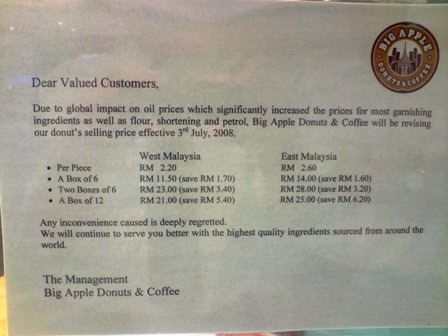 BIG APPLE
DONUTS & COFFEE
Dear Valued Customers,
Due to global impact on oil prices which significantly increased the prices for most garnishing
ingredients as well as flour, shortening and petrol, Big Apple Donuts & Coffee will be revising
our donut's selling price effective 3rd July, 2008.
West Malaysia East Malaysia
• Per Piece RM 2.20 RM 2.60
• A Box of 6 RM 11.50 (save RM 1.70) RM 14.00 (save RM 1.60)
• Two Boxes of 6 RM 23.00 (save RM 3.40) RM 28.00 (save RM 3.20)
• A Box of 12 RM 21.00 (save RM 5.40) RM 25.00 (save RM 6.20)
Any inconvenience caused is deeply regretted.
We will continue to serve you better with the highest quality ingredients sourced from around the
world.
The Management
Big Apple Donuts & Coffee